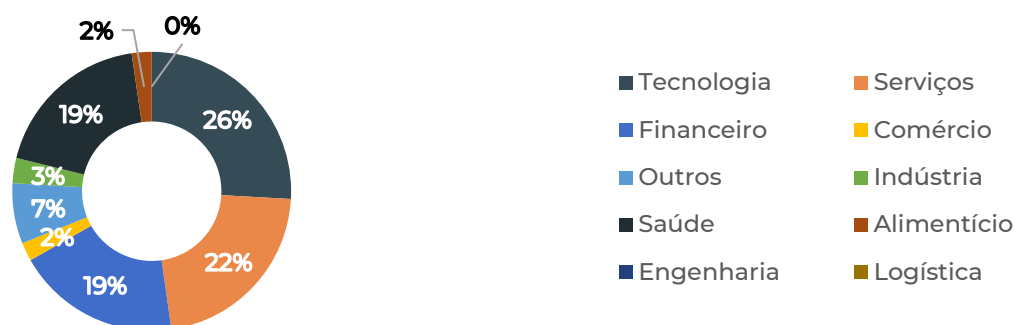 2% 0%
19% 26%
3%
7%
2%
22%
19%
Tecnologia Serviços
Financeiro Comércio
Outros Indústria
Saúde Alimentício
Engenharia Logística